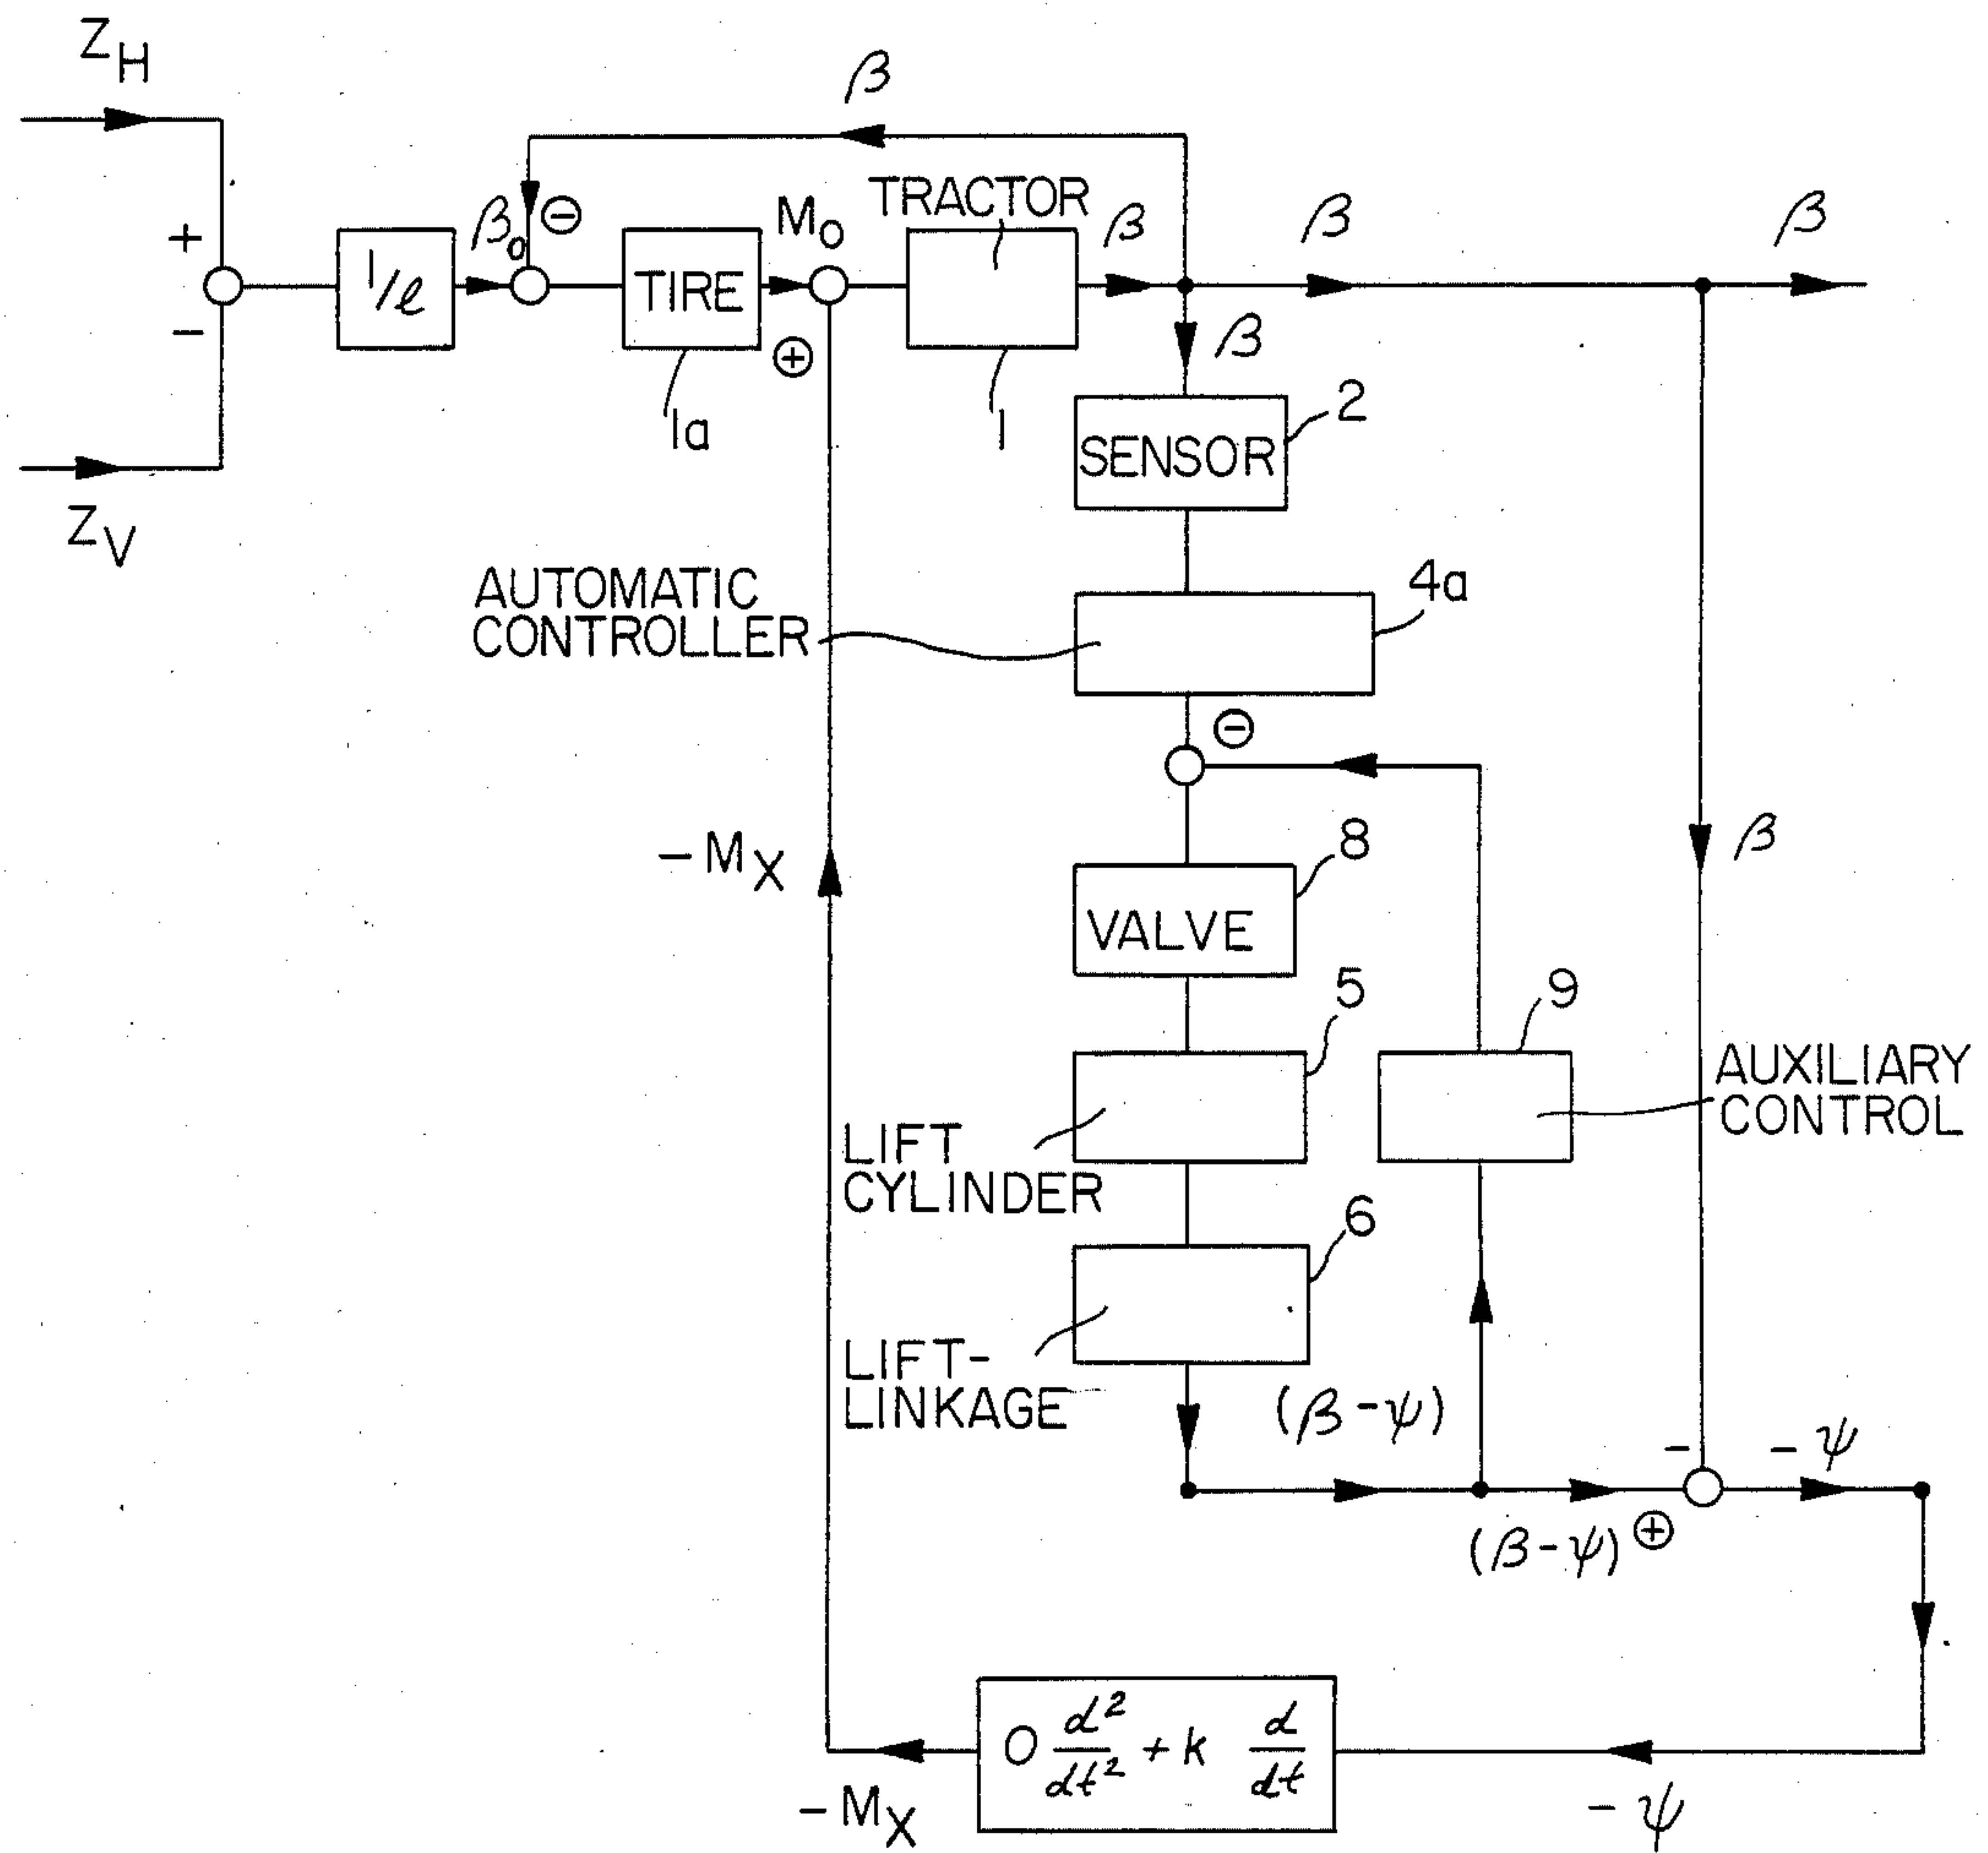 Z_H
β
TRACTOR
+
β₀
⊖
M₀
β
β
β
1/ℓ
TIRE
−
⊕
β
1a
1
2
SENSOR
Z_V
AUTOMATIC
CONTROLLER
4a
⊖
−M_X
8
β
VALVE
5
9
AUXILIARY
CONTROL
LIFT
CYLINDER
6
LIFT-
LINKAGE
(β−ψ)
−
−ψ
(β−ψ)
⊕
O d²/dt² + k d/dt
−M_X
−ψ